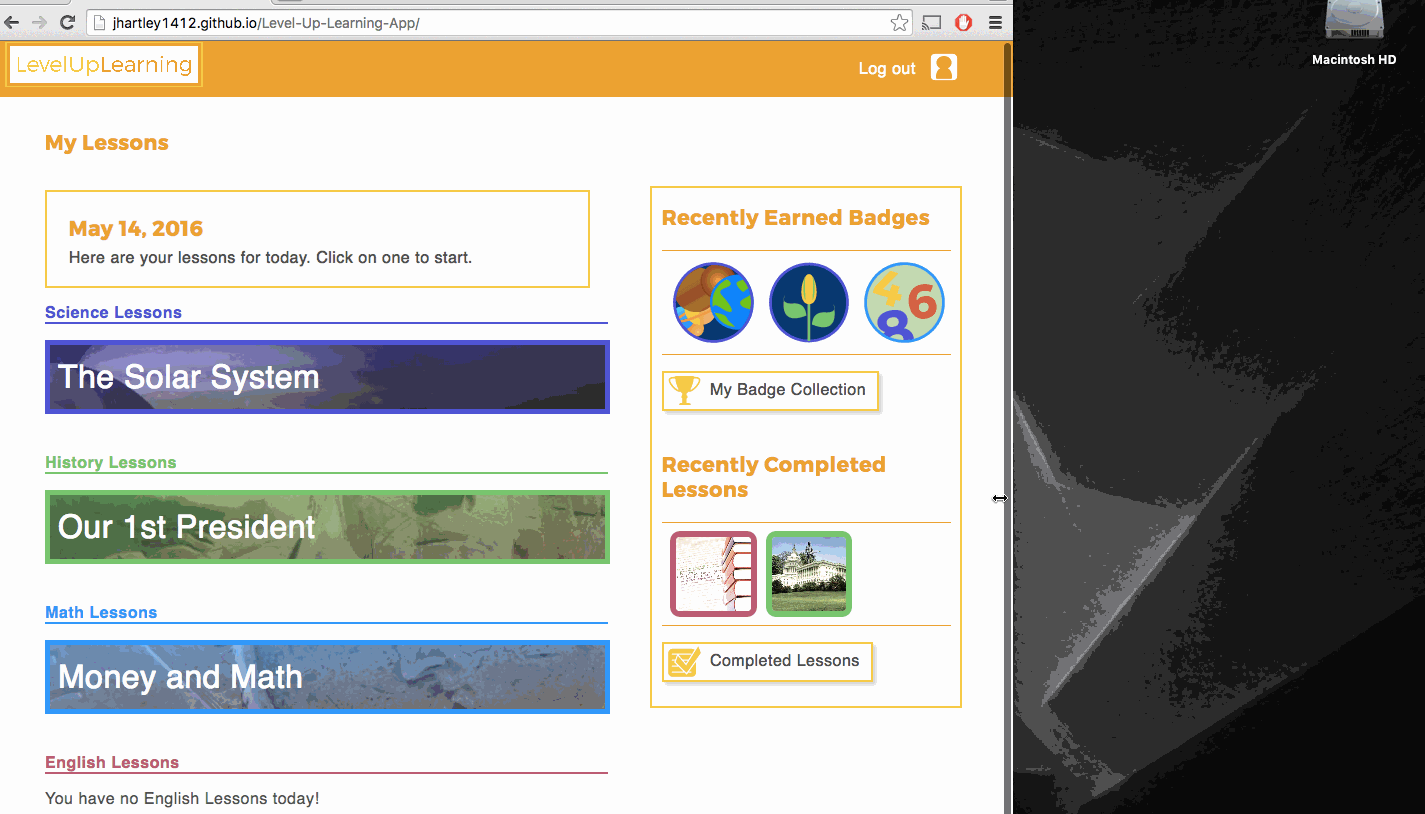 jhartley1412.github.io/Level-Up-Learning-App/
Macintosh HD
LevelUpLearning
Log out
My Lessons
May 14, 2016
Here are your lessons for today. Click on one to start.
Science Lessons
The Solar System
History Lessons
Our 1st President
Math Lessons
Money and Math
English Lessons
You have no English Lessons today!
Recently Earned Badges
4
6
8
My Badge Collection
Recently Completed
Lessons
Completed Lessons